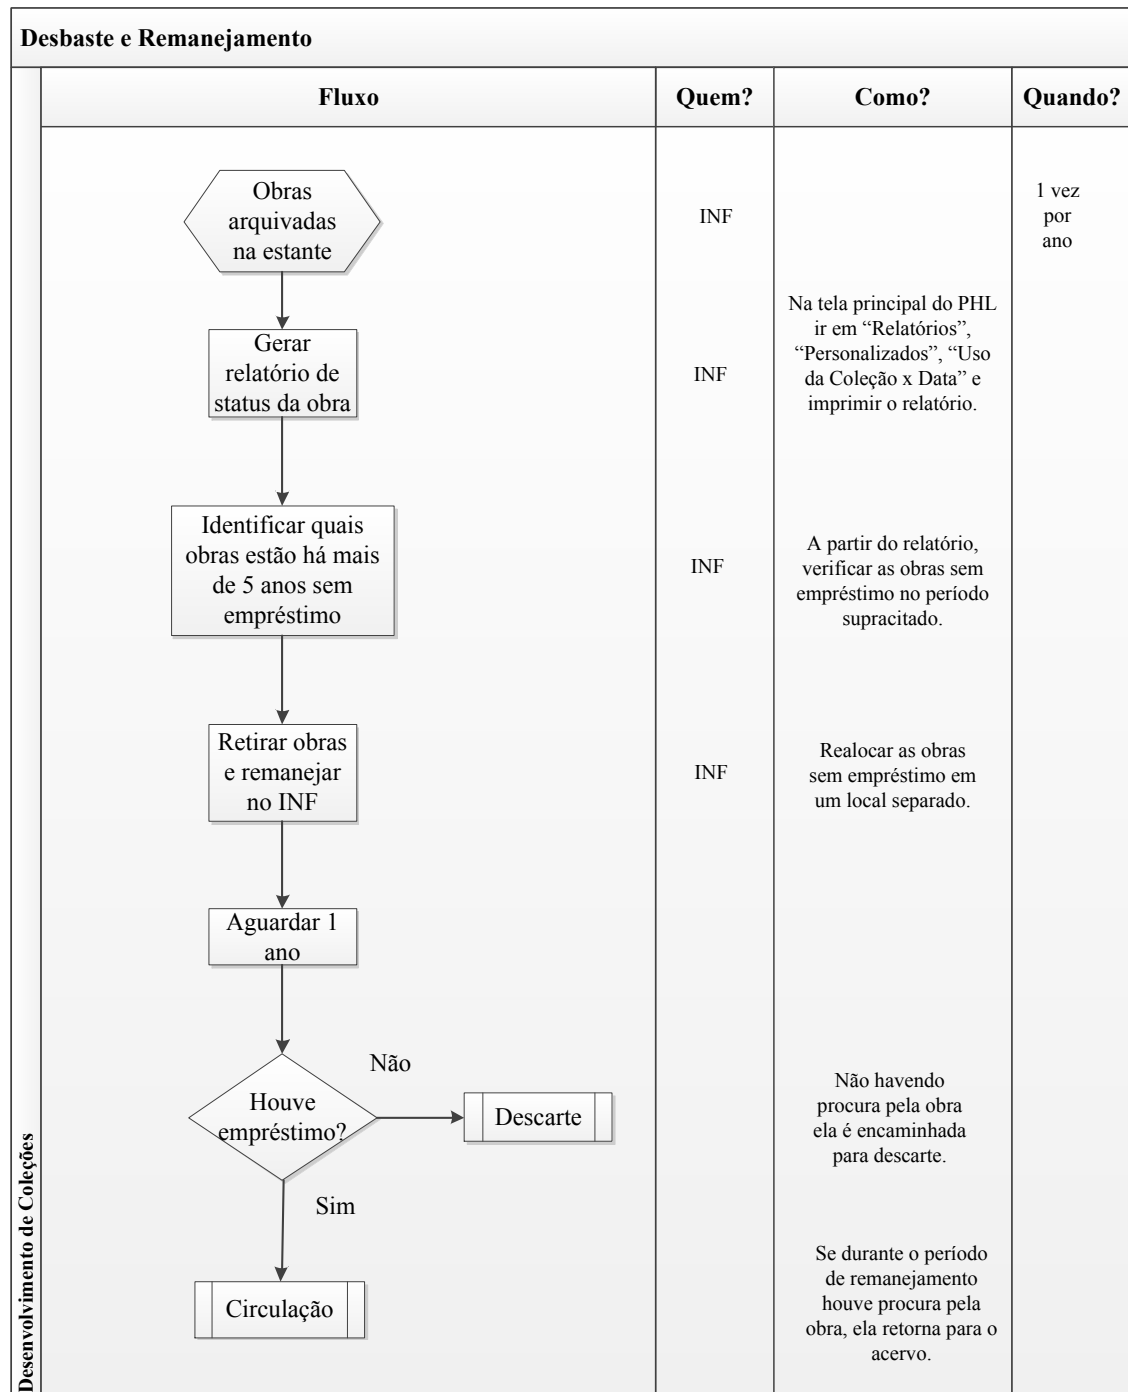 Desbaste e Remanejamento
Fluxo
Quem?
Como?
Quando?
Obras
arquivadas
na estante
INF
1 vez
por
ano
Gerar
relatório de
status da obra
INF
Na tela principal do PHL
ir em “Relatórios”,
“Personalizados”, “Uso
da Coleção x Data” e
imprimir o relatório.
Identificar quais
obras estão há mais
de 5 anos sem
empréstimo
INF
A partir do relatório,
verificar as obras sem
empréstimo no período
supracitado.
Retirar obras
e remanejar
no INF
INF
Realocar as obras
sem empréstimo em
um local separado.
Aguardar 1
ano
Houve
empréstimo?
Não
Descarte
Não havendo
procura pela obra
ela é encaminhada
para descarte.
Sim
Circulação
Se durante o período
de remanejamento
houve procura pela
obra, ela retorna para o
acervo.
Desenvolvimento de Coleções